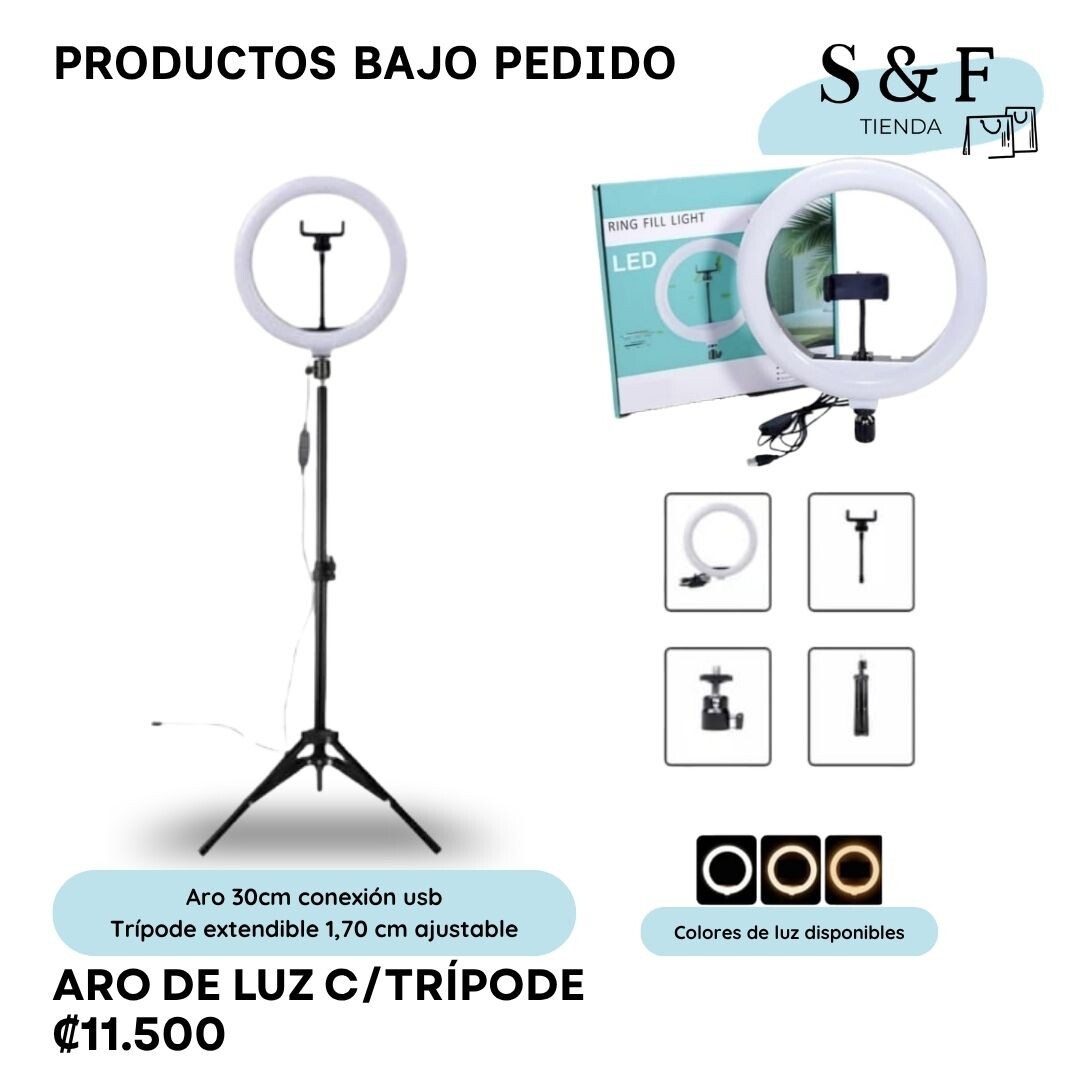 PRODUCTOS BAJO PEDIDO
S & F
TIENDA
RING FILL LIGHT
LED
Aro 30cm conexión usb
Trípode extendible 1,70 cm ajustable
Colores de luz disponibles
ARO DE LUZ C/TRÍPODE
₡11.500